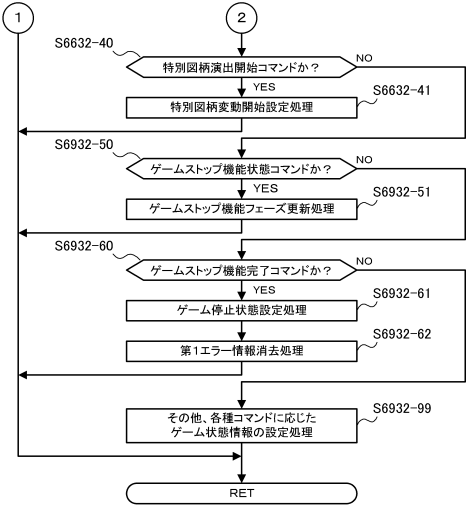 1
2
S6632-40
特別図柄演出開始コマンドか？
NO
YES
S6632-41
特別図柄変動開始設定処理
S6932-50
ゲームストップ機能状態コマンドか？
NO
YES
S6932-51
ゲームストップ機能フェーズ更新処理
S6932-60
ゲームストップ機能完了コマンドか？
NO
YES
S6932-61
ゲーム停止状態設定処理
S6932-62
第１エラー情報消去処理
S6932-99
その他、各種コマンドに応じた
ゲーム状態情報の設定処理
RET